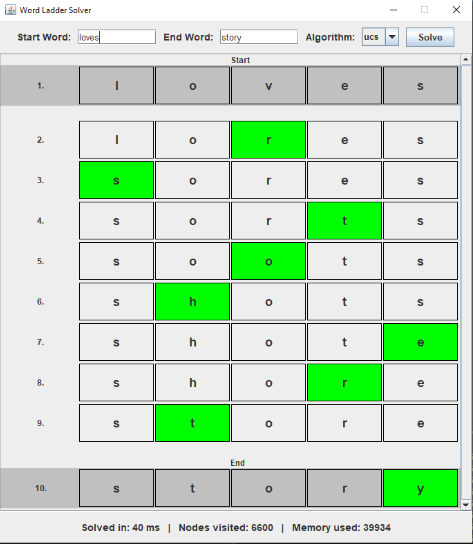 Word Ladder Solver
Start Word: loves End Word: story Algorithm: ucs Solve
Start
1. l o v e s
2. l o r e s
3. s o r e s
4. s o r t s
5. s o o t s
6. s h o t s
7. s h o t e
8. s h o r e
9. s t o r e
End
10. s t o r y
Solved in: 40 ms | Nodes visited: 6600 | Memory used: 39934